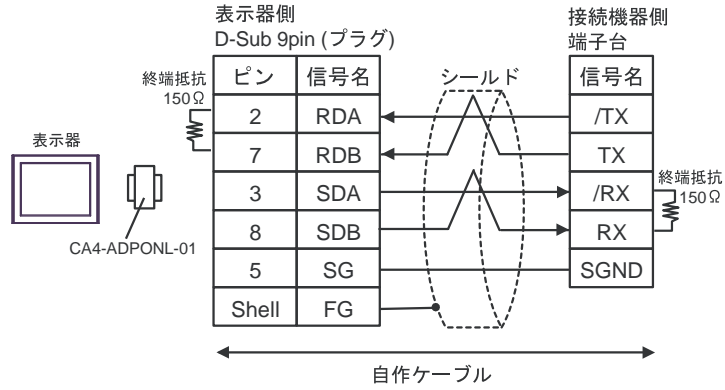 表示器側
D-Sub 9pin (プラグ)
接続機器側
端子台
終端抵抗
150Ω
ピン 信号名
シールド
信号名
2 RDA
/TX
7 RDB
TX
表示器
3 SDA
/RX
終端抵抗
150Ω
8 SDB
RX
CA4-ADPONL-01
5 SG
SGND
Shell FG
自作ケーブル